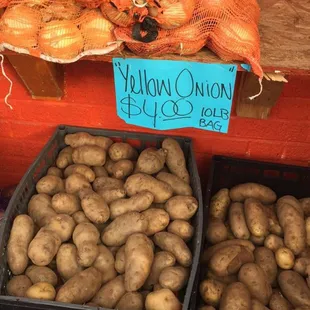 Yellow Onion
$4.00 10LB
BAG